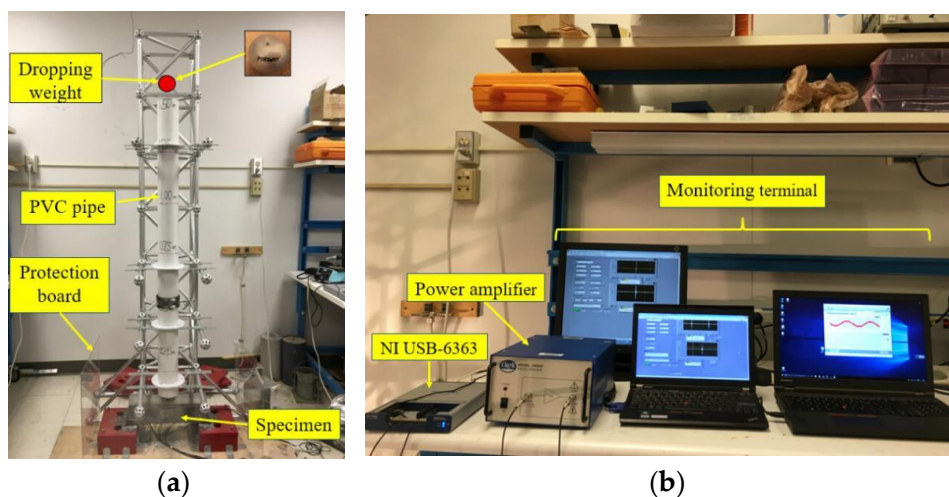 Dropping
weight
PVC pipe
Protection
board
Specimen
(a)
Monitoring terminal
Power amplifier
NI USB-6363
(b)